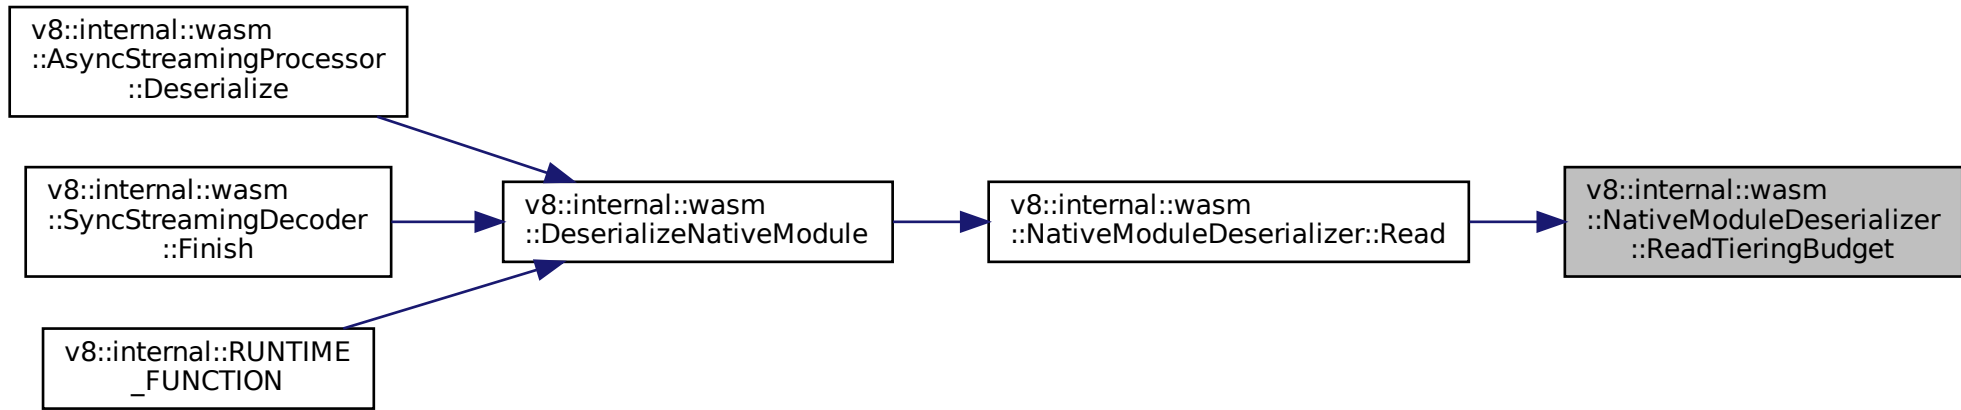 v8::internal::wasm
::AsyncStreamingProcessor
::Deserialize
v8::internal::wasm
::SyncStreamingDecoder
::Finish
v8::internal::RUNTIME
_FUNCTION
v8::internal::wasm
::DeserializeNativeModule
v8::internal::wasm
::NativeModuleDeserializer::Read
v8::internal::wasm
::NativeModuleDeserializer
::ReadTieringBudget